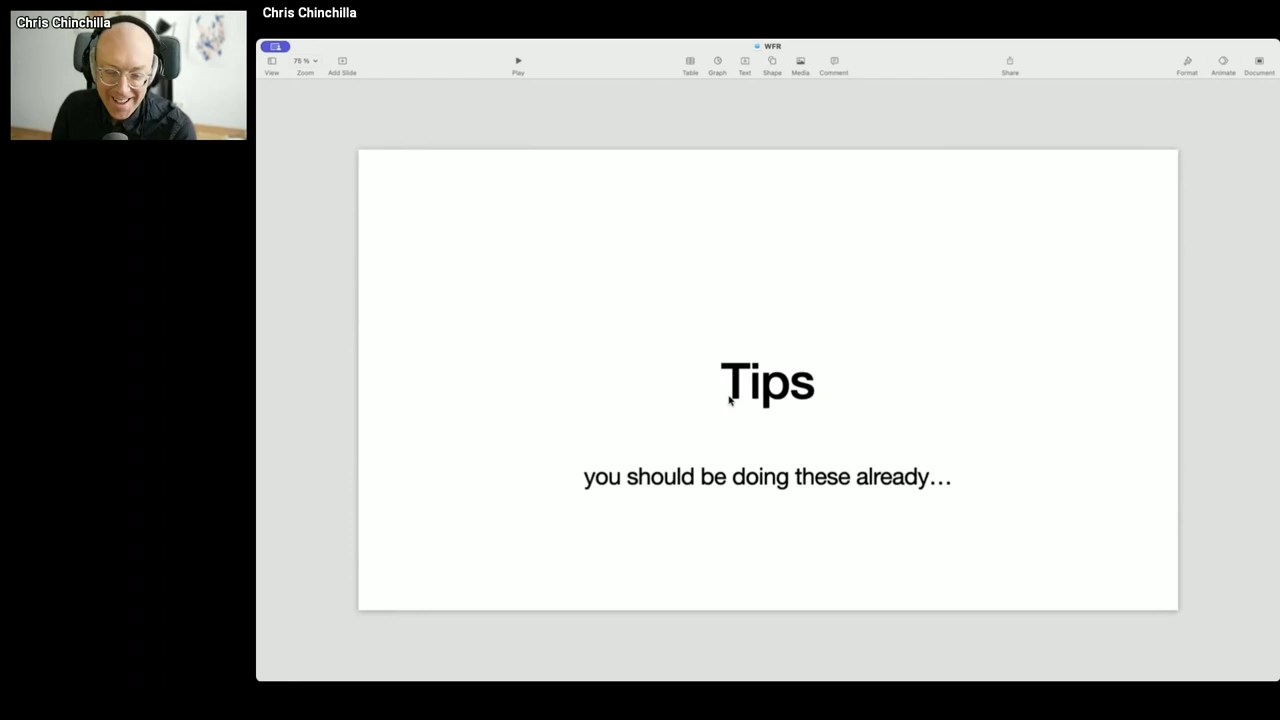 Chris Chinchilla
Chris Chinchilla
WFR
75 %
View
Zoom
Add Slide
Play
Table
Graph
Text
Shape
Media
Comment
Share
Format
Animate
Document
Tips
you should be doing these already…